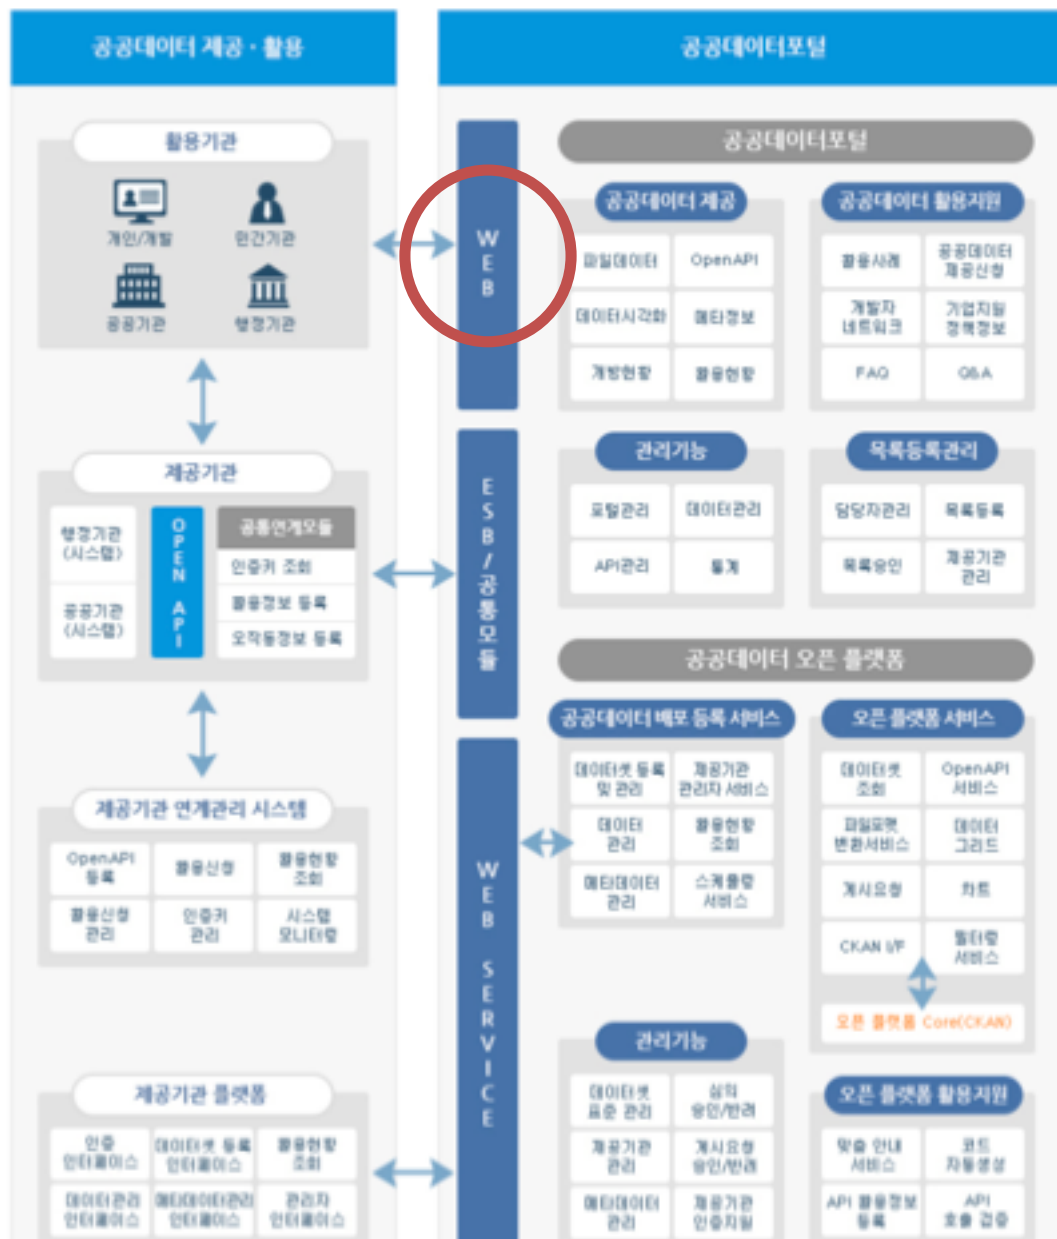 공공데이터 제공 · 활용
활용기관
개인/개발
민간기관
공공기관
행정기관
제공기관
행정기관
(시스템)
공공기관
(시스템)
OPEN API
공통연계모듈
인증키 조회
활용정보 등록
오작동정보 등록
제공기관 연계관리 시스템
OpenAPI
등록
활용신청
활용현황
조회
활용신청
관리
인증키
관리
시스템
모니터링
제공기관 플랫폼
인증
인터페이스
데이터셋 등록
인터페이스
활용현황
조회
데이터관리
인터페이스
메타데이터관리
인터페이스
관리자
인터페이스
공공데이터포털
WEB
ESB/공통모듈
WEB SERVICE
공공데이터포털
공공데이터 제공
파일데이터
OpenAPI
데이터시각화
메타정보
개방현황
활용현황
공공데이터 활용지원
활용사례
공공데이터
제공신청
개발자
네트워크
기업지원
정책정보
FAQ
Q&A
관리기능
포털관리
데이터관리
API관리
통계
목록등록관리
담당자관리
목록등록
목록승인
제공기관
관리
공공데이터 오픈 플랫폼
공공데이터 배포 등록 서비스
데이터셋 등록
및 관리
제공기관
관리자 서비스
데이터
관리
활용현황
조회
메타데이터
관리
스케줄링
서비스
오픈 플랫폼 서비스
데이터셋
조회
OpenAPI
서비스
파일포맷
변환서비스
데이터
그리드
게시요청
차트
CKAN I/F
필터링
서비스
오픈 플랫폼 Core(CKAN)
관리기능
데이터셋
표준 관리
심의
승인/반려
제공기관
관리
게시요청
승인/반려
메타데이터
관리
제공기관
인증지원
오픈 플랫폼 활용지원
맞춤 안내
서비스
코드
자동생성
API 활용정보
등록
API
호출 검증